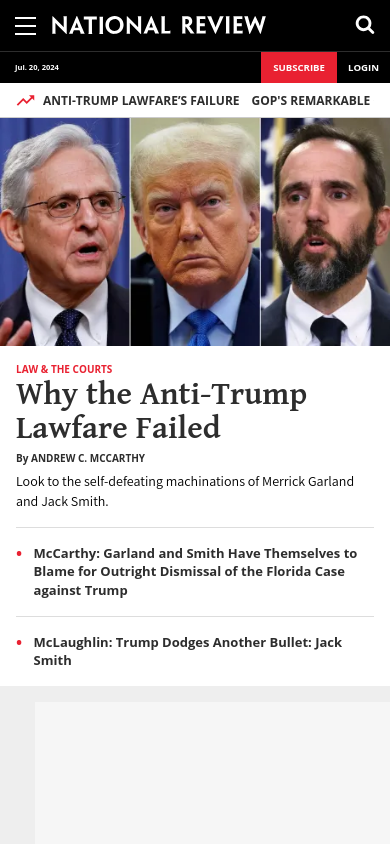 NATIONAL REVIEW
Jul. 20, 2024
SUBSCRIBE
LOGIN
ANTI-TRUMP LAWFARE'S FAILURE GOP'S REMARKABLE
LAW & THE COURTS
Why the Anti-Trump
Lawfare Failed
By ANDREW C. MCCARTHY
Look to the self-defeating machinations of Merrick Garland
and Jack Smith.
• McCarthy: Garland and Smith Have Themselves to
Blame for Outright Dismissal of the Florida Case
against Trump
• McLaughlin: Trump Dodges Another Bullet: Jack
Smith